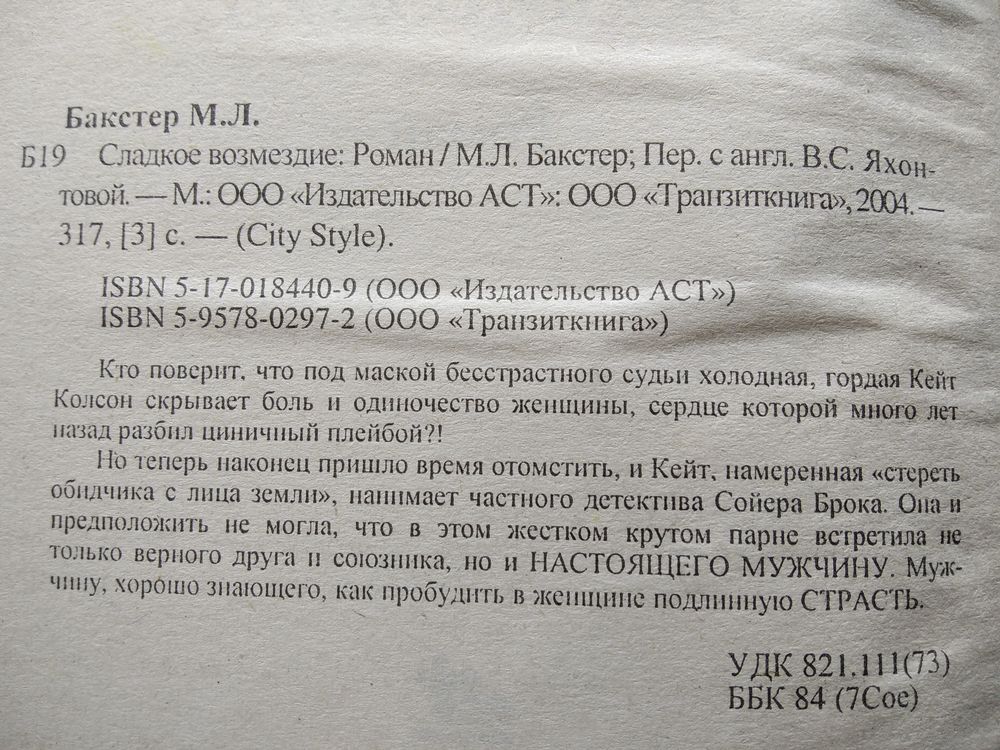 Бакстер М.Л.
Б19 Сладкое возмездие: Роман / М.Л. Бакстер; Пер. с англ. В.С. Яхон-
товой. — М.: ООО «Издательство АСТ»: ООО «Транзиткнига», 2004. —
317, [3] с. — (City Style).
ISBN 5-17-018440-9 (ООО «Издательство АСТ»)
ISBN 5-9578-0297-2 (ООО «Транзиткнига»)
Кто поверит, что под маской бесстрастного судьи холодная, гордая Кейт
Колсон скрывает боль и одиночество женщины, сердце которой много лет
назад разбил циничный плейбой?!
Но теперь наконец пришло время отомстить, и Кейт, намеренная «стереть
обидчика с лица земли», нанимает частного детектива Сойера Брока. Она и
предположить не могла, что в этом жестком крутом парне встретила не
только верного друга и союзника, но и НАСТОЯЩЕГО МУЖЧИНУ. Муж-
чину, хорошо знающего, как пробудить в женщине подлинную СТРАСТЬ.
УДК 821.111(73)
ББК 84 (7Сое)